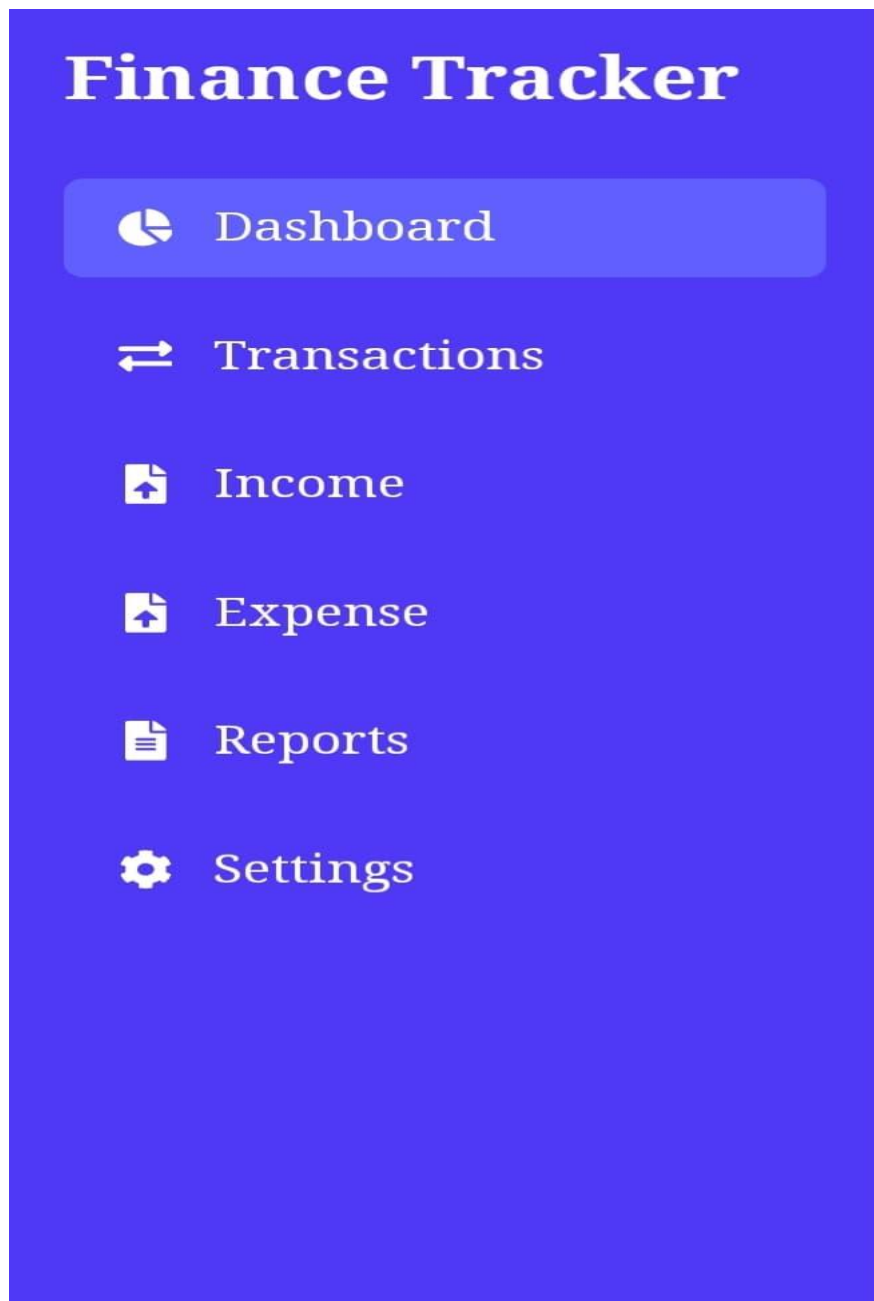 Finance Tracker
Dashboard
Transactions
Income
Expense
Reports
Settings